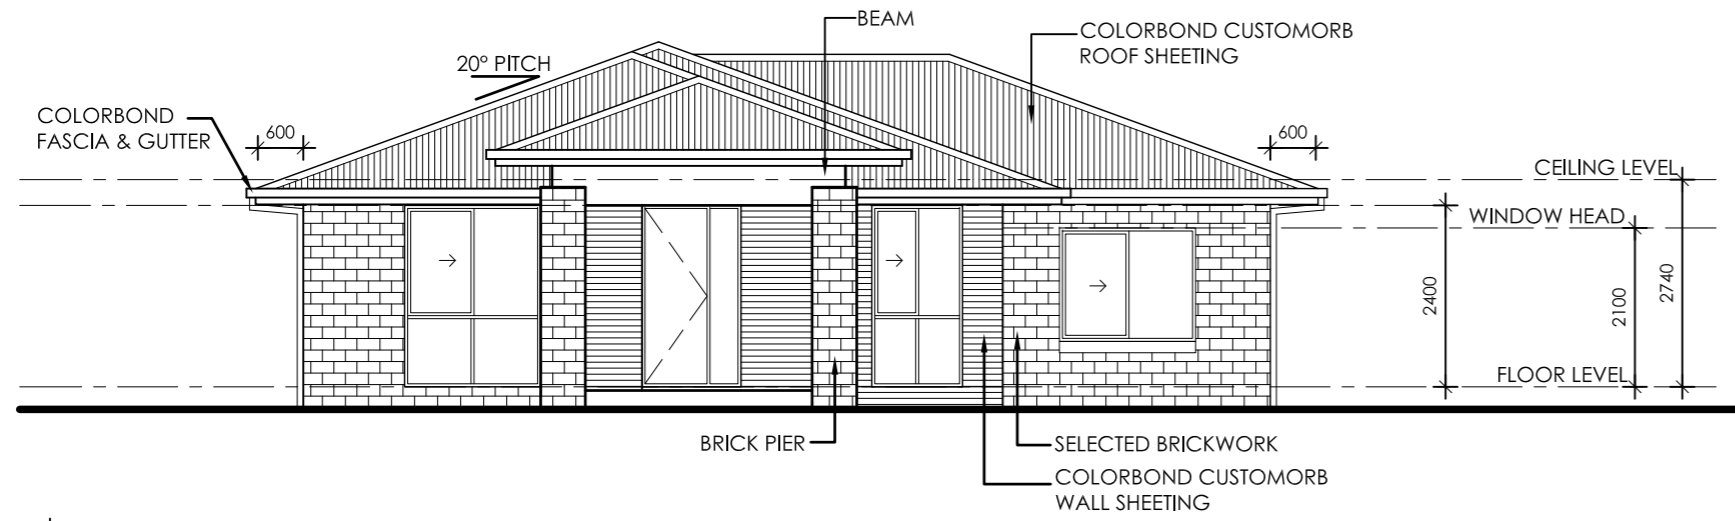 BEAM
COLORBOND CUSTOMORB
ROOF SHEETING
20° PITCH
COLORBOND
FASCIA & GUTTER
600
600
CEILING LEVEL
WINDOW HEAD
2400
2100
2740
FLOOR LEVEL
BRICK PIER
SELECTED BRICKWORK
COLORBOND CUSTOMORB
WALL SHEETING